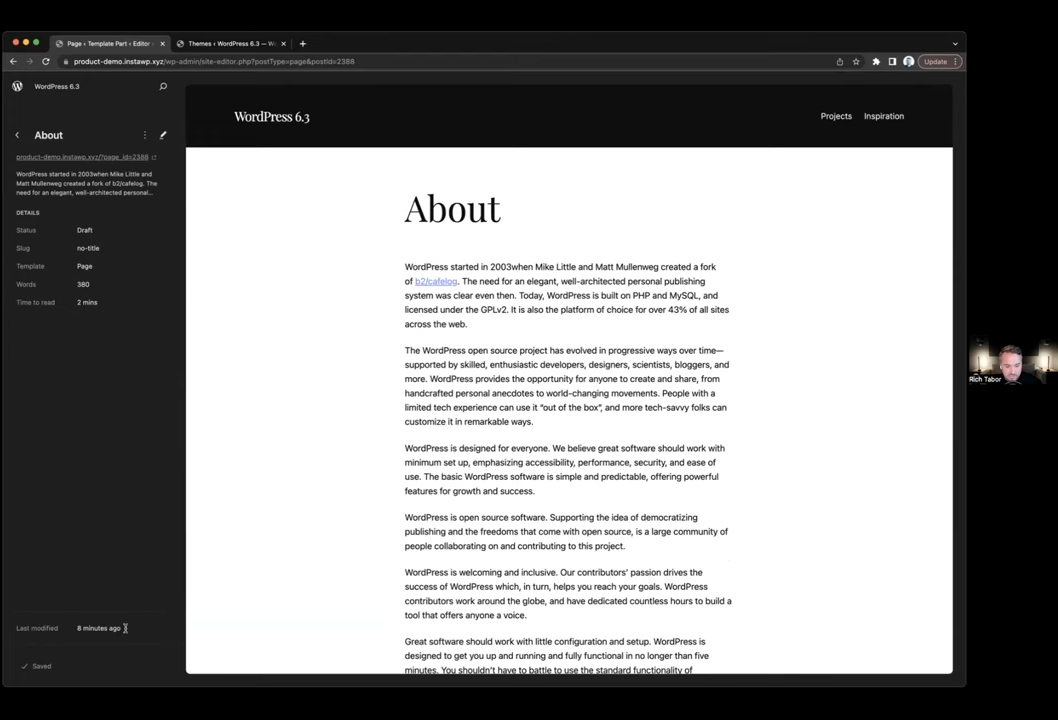 Page ‹ Template Part ‹ Editor
Themes ‹ WordPress 6.3 —
product-demo.instawp.xyz/wp-admin/site-editor.php?postType=page&postId=2388
Update
WordPress 6.3
About
product-demo.instawp.xyz/?page_id=2388
WordPress started in 2003when Mike Little and
Matt Mullenweg created a fork of b2/cafelog. The
need for an elegant, well-architected personal...
DETAILS
Status Draft
Slug no-title
Template Page
Words 380
Time to read 2 mins
Last modified 8 minutes ago
Saved
WordPress 6.3
Projects Inspiration
About
WordPress started in 2003when Mike Little and Matt Mullenweg created a fork
of b2/cafelog. The need for an elegant, well-architected personal publishing
system was clear even then. Today, WordPress is built on PHP and MySQL, and
licensed under the GPLv2. It is also the platform of choice for over 43% of all sites
across the web.
The WordPress open source project has evolved in progressive ways over time—
supported by skilled, enthusiastic developers, designers, scientists, bloggers, and
more. WordPress provides the opportunity for anyone to create and share, from
handcrafted personal anecdotes to world-changing movements. People with a
limited tech experience can use it “out of the box”, and more tech-savvy folks can
customize it in remarkable ways.
WordPress is designed for everyone. We believe great software should work with
minimum set up, emphasizing accessibility, performance, security, and ease of
use. The basic WordPress software is simple and predictable, offering powerful
features for growth and success.
WordPress is open source software. Supporting the idea of democratizing
publishing and the freedoms that come with open source, is a large community of
people collaborating on and contributing to this project.
WordPress is welcoming and inclusive. Our contributors’ passion drives the
success of WordPress which, in turn, helps you reach your goals. WordPress
contributors work around the globe, and have dedicated countless hours to build a
tool that offers anyone a voice.
Great software should work with little configuration and setup. WordPress is
designed to get you up and running and fully functional in no longer than five
minutes. You shouldn’t have to battle to use the standard functionality of
Rich Tabor